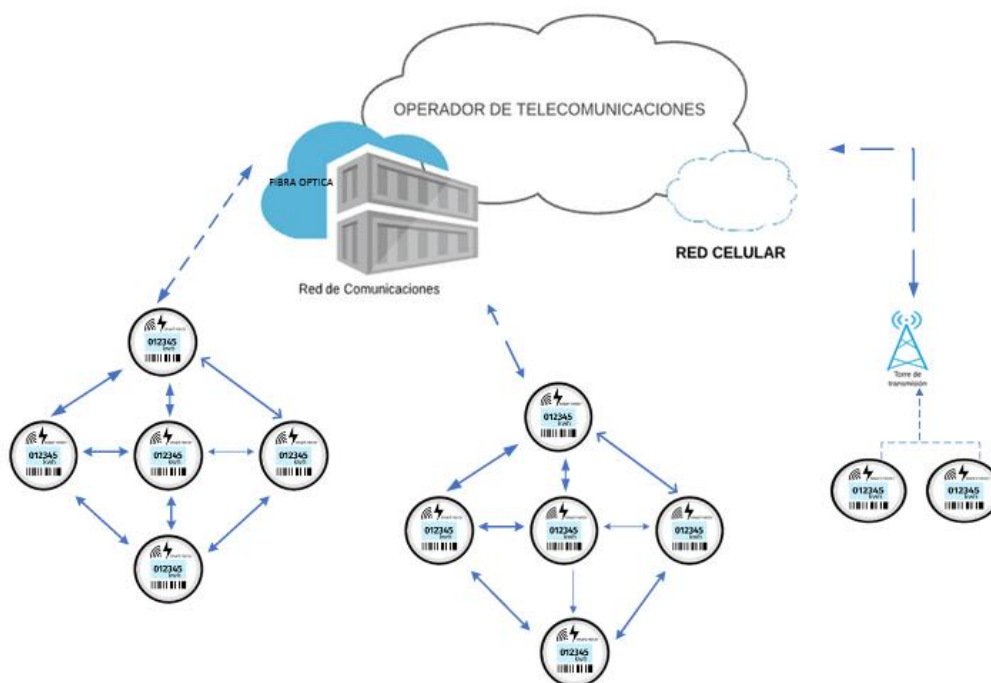 OPERADOR DE TELECOMUNICACIONES
FIBRA OPTICA
RED CELULAR
Red de Comunicaciones
Torre de
transmisión
012345
kwh
012345
kwh
012345
kwh
012345
kwh
012345
kwh
012345
kwh
012345
kwh
012345
kwh
012345
kwh
012345
kwh
012345
kwh
012345
kwh